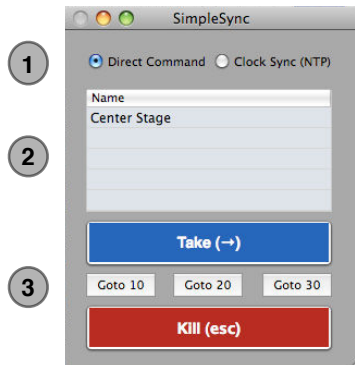 SimpleSync
1
Direct Command Clock Sync (NTP)
Name
Center Stage
2
Take (→)
3
Goto 10 Goto 20 Goto 30
Kill (esc)